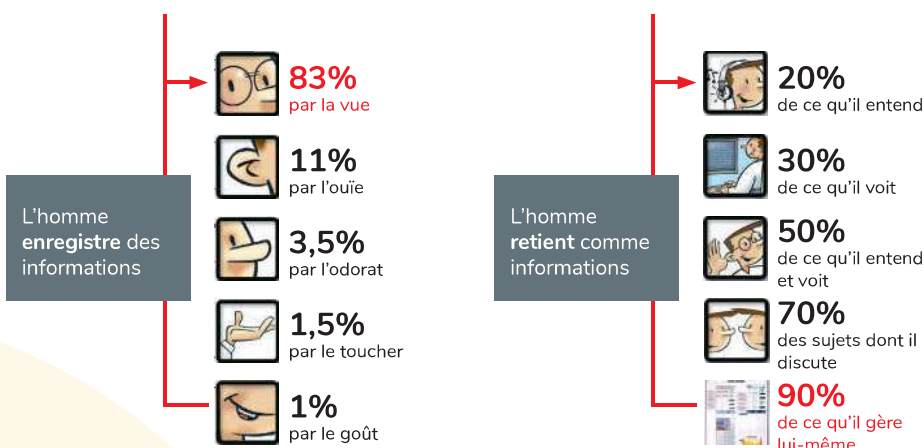 L'homme
enregistre des
informations
83%
par la vue
11%
par l'ouïe
3,5%
par l'odorat
1,5%
par le toucher
1%
par le goût
L'homme
retient comme
informations
20%
de ce qu'il entend
30%
de ce qu'il voit
50%
de ce qu'il entend
et voit
70%
des sujets dont il
discute
90%
de ce qu'il gère
lui-même